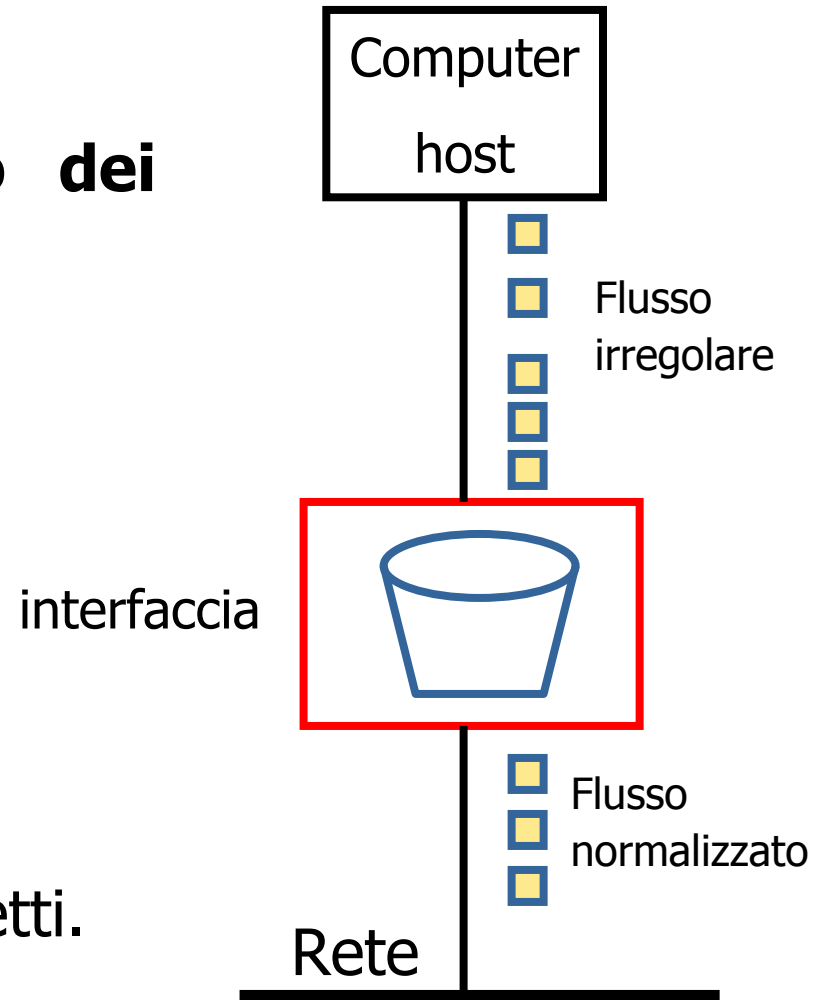 Computer
host
dei
Flusso
irregolare
interfaccia
Flusso
normalizzato
Rete